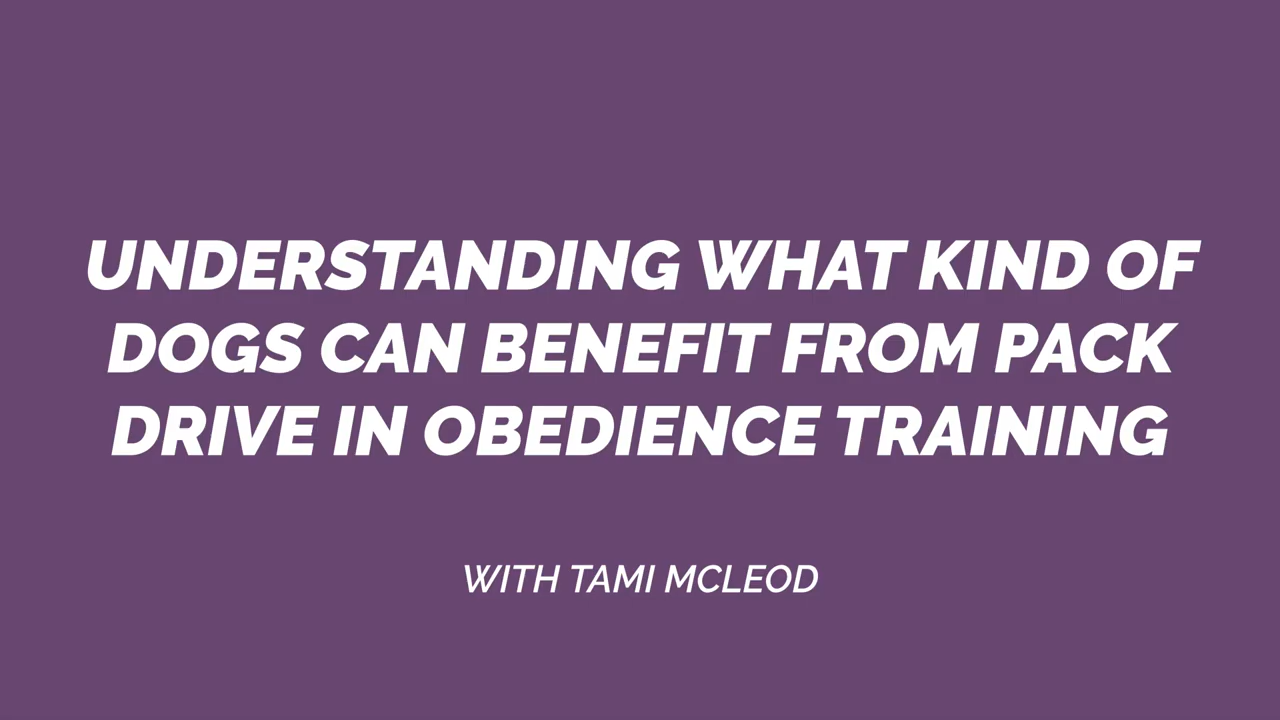 UNDERSTANDING WHAT KIND OF
DOGS CAN BENEFIT FROM PACK
DRIVE IN OBEDIENCE TRAINING
WITH TAMI MCLEOD